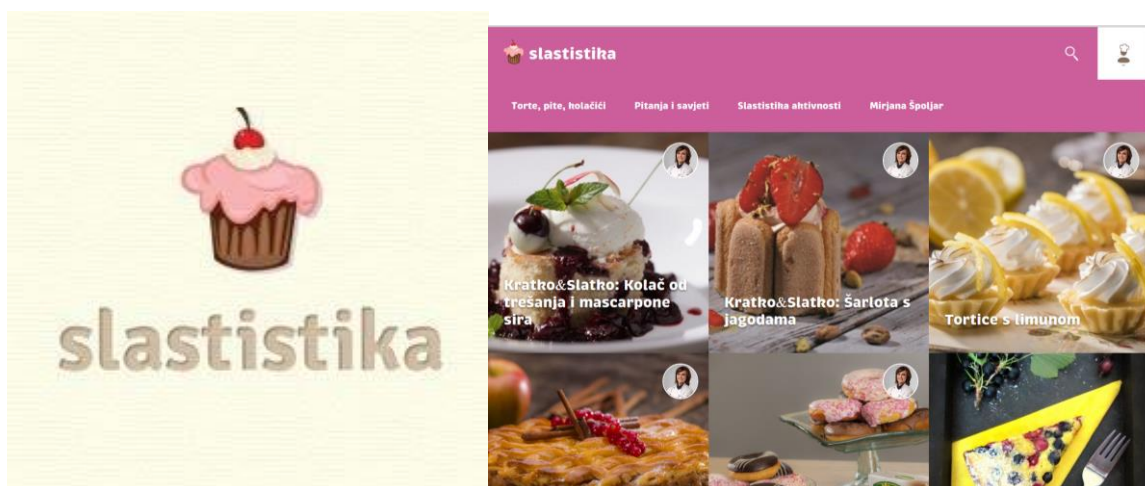 slastistika
slastistika
Torte, pite, kolačići
Pitanja i savjeti
Slastistika aktivnosti
Mirjana Špoljar
Kratko&Slatko: Kolač od
trešanja i mascarpone
sira
Kratko&Slatko: Šarlota s
jagodama
Tortice s limunom